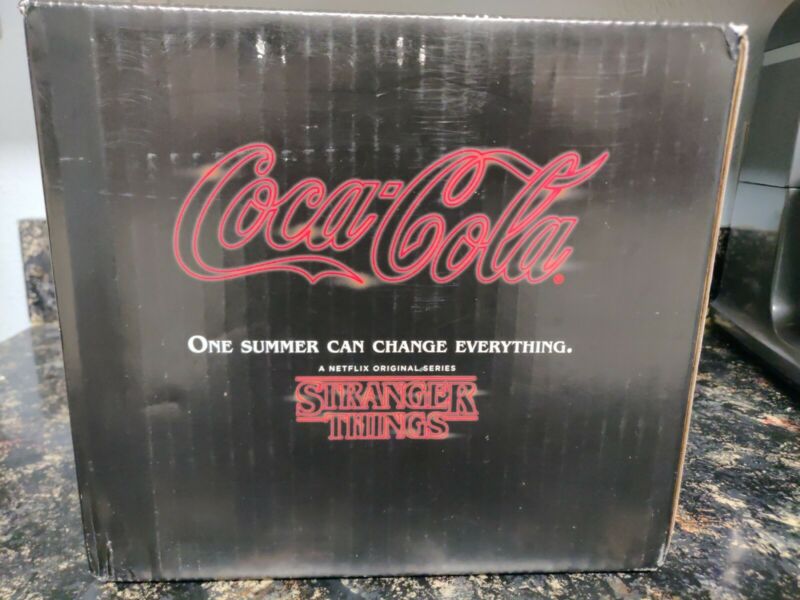 Coca-Cola®
ONE SUMMER CAN CHANGE EVERYTHING.
A NETFLIX ORIGINAL SERIES
STRANGER
THINGS